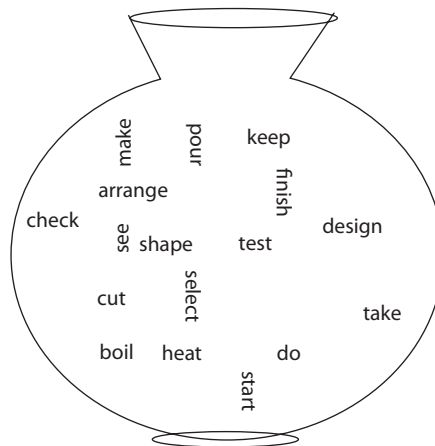 make
pour
keep
arrange
finish
check
see
shape
test
design
cut
select
take
boil
heat
do
start